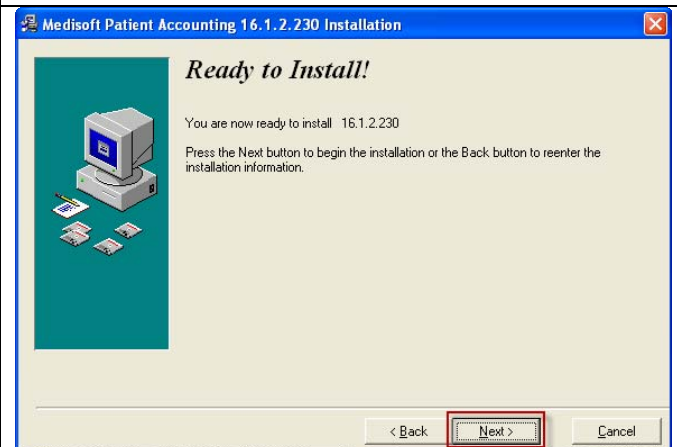 Medisoft Patient Accounting 16.1.2.230 Installation
Ready to Install!
You are now ready to install 16.1.2.230
Press the Next button to begin the installation or the Back button to reenter the
installation information.
< Back Next > Cancel